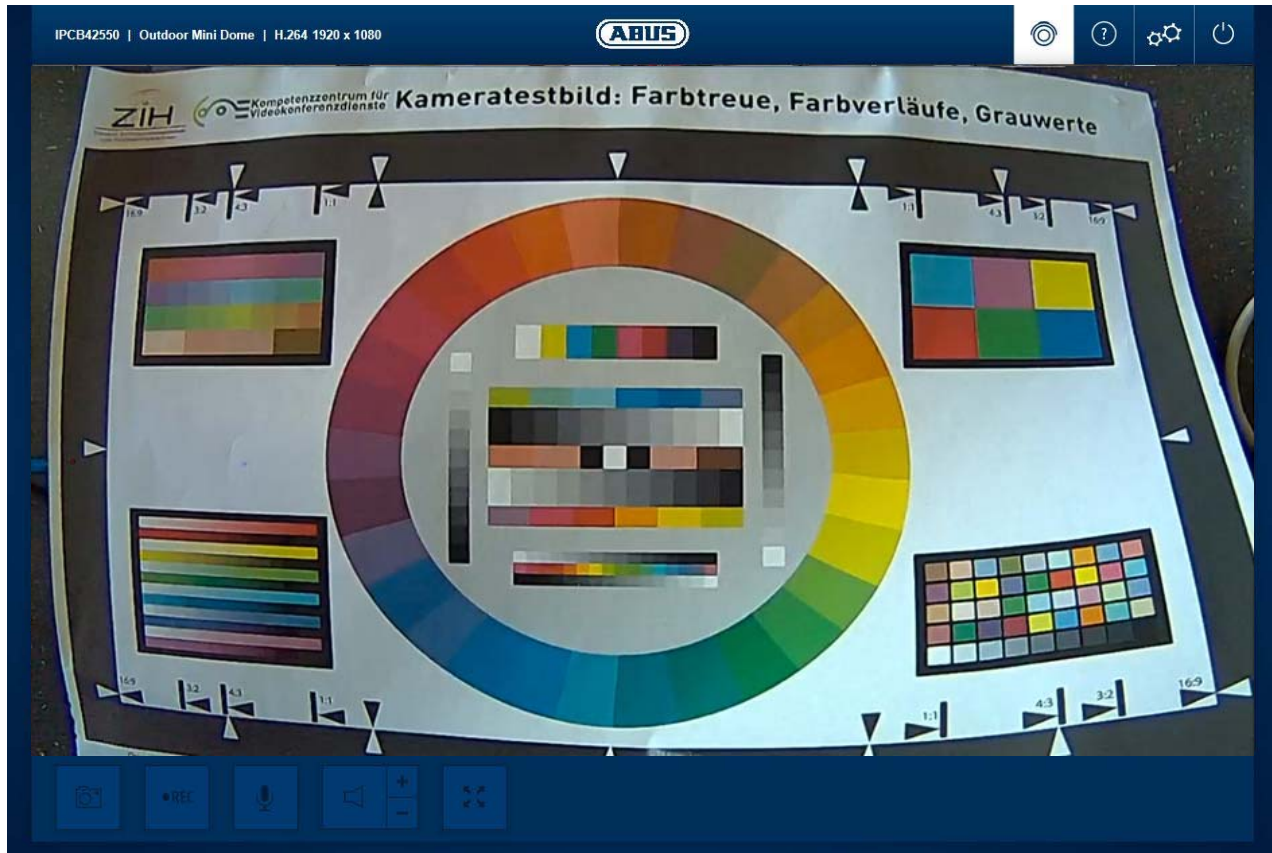 IPCB42550 | Outdoor Mini Dome | H.264 1920 x 1080
ABUS
?
ZIH
Kompetenzzentrum für
Videokonferenzdienste
Kameratestbild: Farbtreue, Farbverläufe, Grauwerte
16:9 3:2 4:3 1:1 1:1 4:3 3:2 16:9
16:9 3:2 4:3 1:1 1:1 4:3 3:2 16:9
REC
+
−